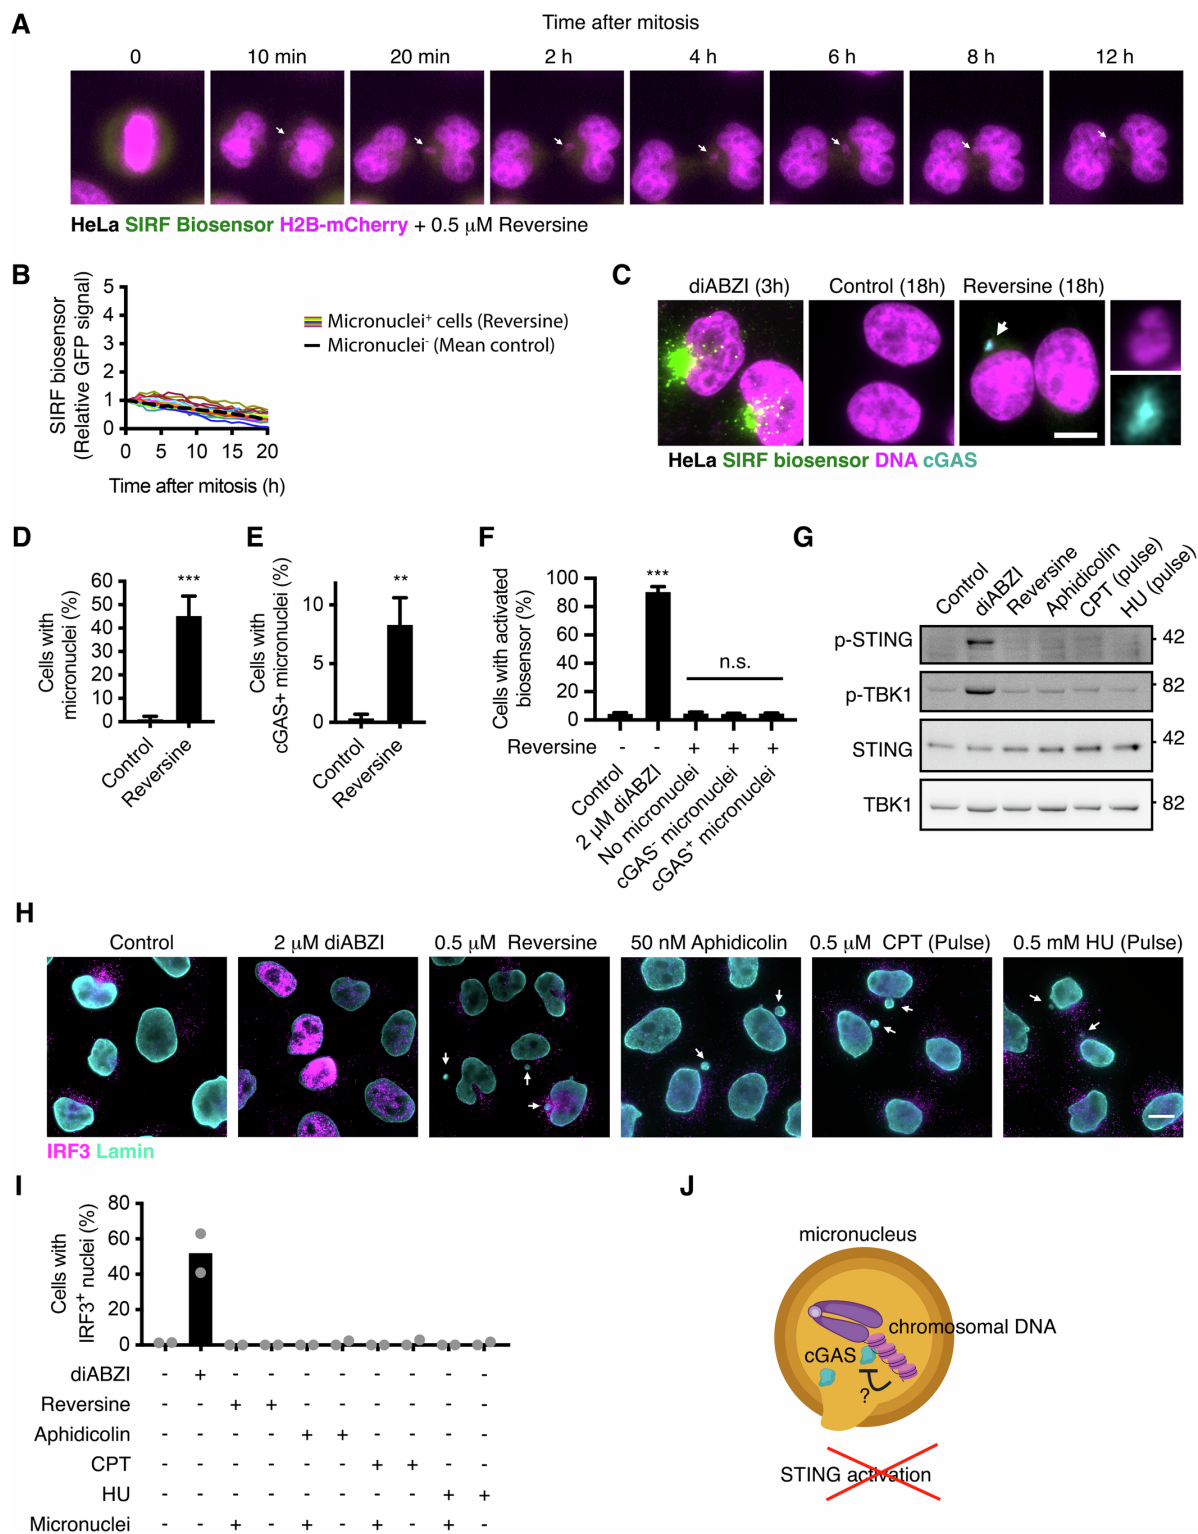 A
Time after mitosis
0 10 min 20 min 2 h 4 h 6 h 8 h 12 h
HeLa SIRF Biosensor H2B-mCherry + 0.5 μM Reversine
B
SIRF biosensor
(Relative GFP signal)
5
4
3
2
1
0
0 5 10 15 20
Time after mitosis (h)
Micronuclei+ cells (Reversine)
Micronuclei- (Mean control)
C
diABZI (3h) Control (18h) Reversine (18h)
HeLa SIRF biosensor DNA cGAS
D
Cells with
micronuclei (%)
60
50
40
30
20
10
0
***
Control
Reversine
E
Cells with
cGAS+ micronuclei (%)
10
5
0
**
Control
Reversine
F
Cells with activated
biosensor (%)
100
80
60
40
20
0
***
n.s.
Reversine - - + + +
Control
2 μM diABZI
No micronuclei
cGAS- micronuclei
cGAS+ micronuclei
G
Control
diABZI
Reversine
Aphidicolin
CPT (pulse)
HU (pulse)
p-STING 42
p-TBK1 82
STING 42
TBK1 82
H
Control 2 μM diABZI 0.5 μM Reversine 50 nM Aphidicolin 0.5 μM CPT (Pulse) 0.5 mM HU (Pulse)
IRF3 Lamin
I
Cells with
IRF3+ nuclei (%)
80
60
40
20
0
diABZI - + - - - - - - - -
Reversine - - + + - - - - - -
Aphidicolin - - - - + + - - - -
CPT - - - - - - + + - -
HU - - - - - - - - + +
Micronuclei - - + - + - + - + -
J
micronucleus
chromosomal DNA
cGAS
?
STING activation